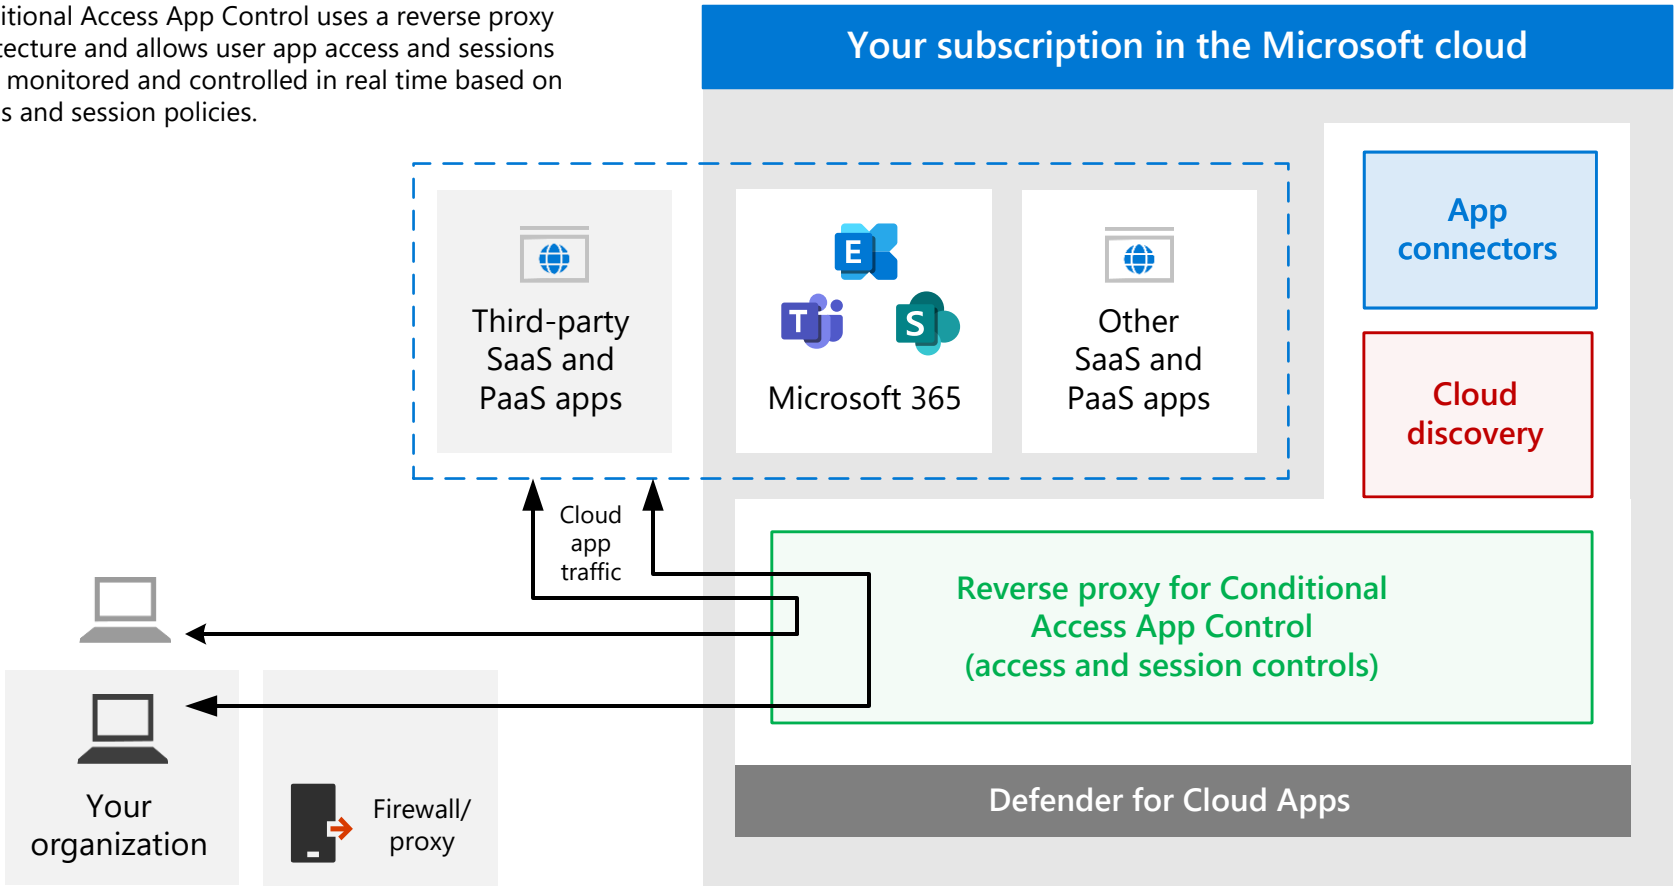 itional Access App Control uses a reverse proxy
tecture and allows user app access and sessions
monitored and controlled in real time based on
s and session policies.
Your subscription in the Microsoft cloud
Third-party
SaaS and
PaaS apps
E
T
S
Microsoft 365
Other
SaaS and
PaaS apps
App
connectors
Cloud
discovery
Cloud
app
traffic
Reverse proxy for Conditional
Access App Control
(access and session controls)
Your
organization
Firewall/
proxy
Defender for Cloud Apps